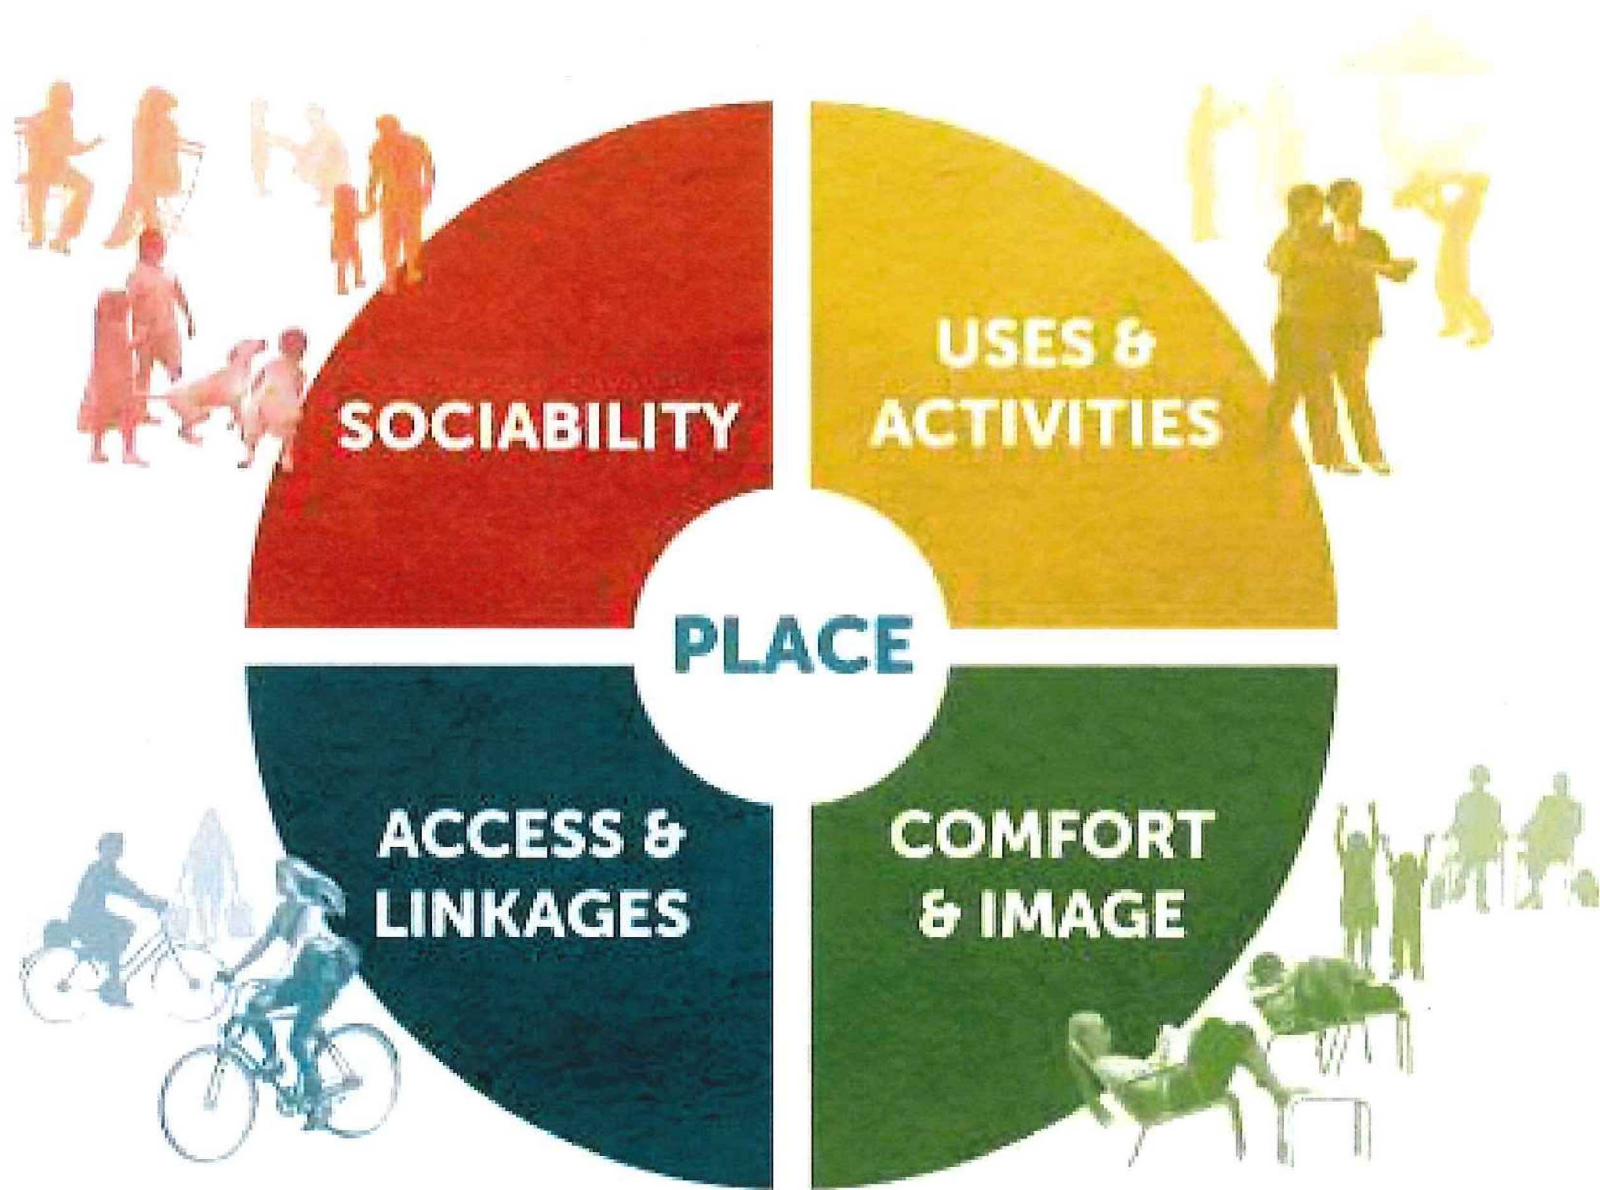 SOCIABILITY
USES &
ACTIVITIES
PLACE
ACCESS &
LINKAGES
COMFORT
& IMAGE